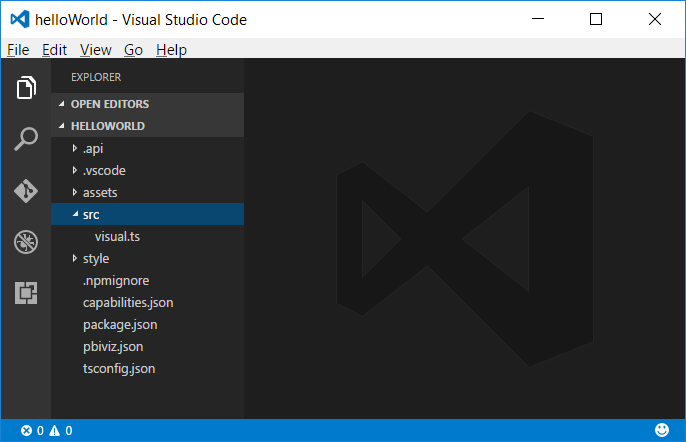 helloWorld - Visual Studio Code
File Edit View Go Help
EXPLORER
OPEN EDITORS
HELLOWORLD
.api
.vscode
assets
src
visual.ts
style
.npmignore
capabilities.json
package.json
pbiviz.json
tsconfig.json
0 0